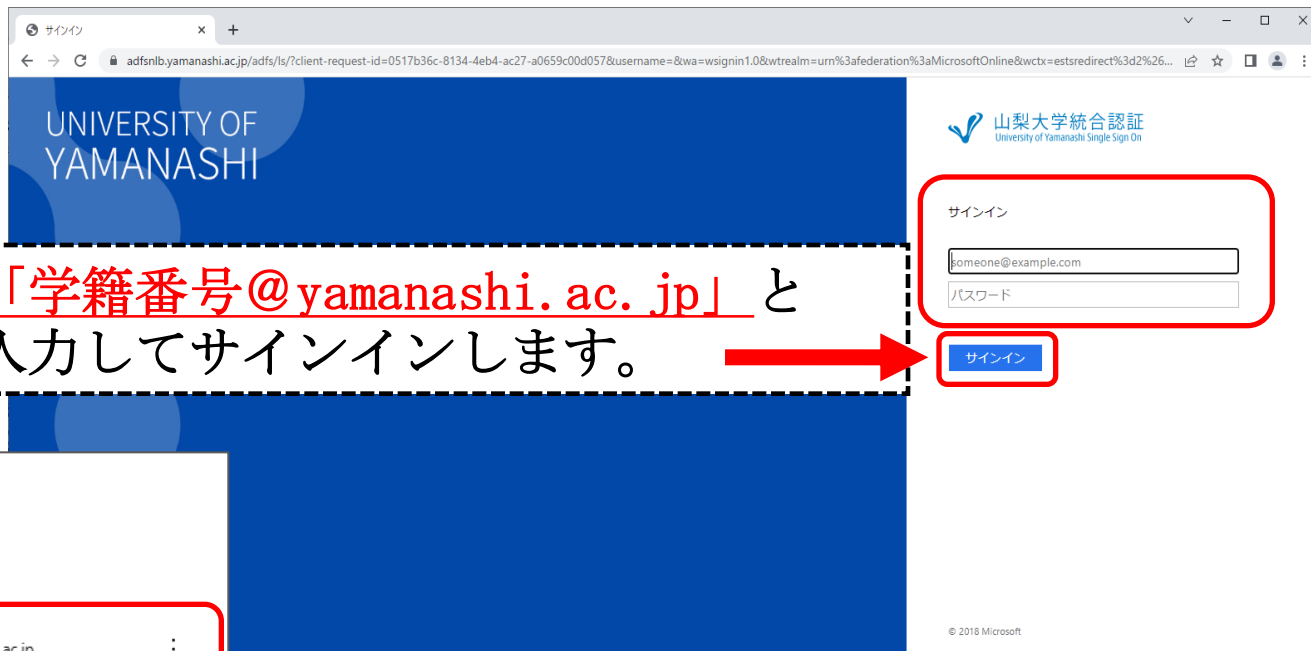 サインイン
adfsnlb.yamanashi.ac.jp/adfs/ls/?client-request-id=0517b36c-8134-4eb4-ac27-a0659c00d057&username=&wa=wsignin1.0&wtrealm=urn%3afederation%3aMicrosoftOnline&wctx=estsredirect%3d2%26...
UNIVERSITY OF
YAMANASHI
山梨大学統合認証
University of Yamanashi Single Sign On
サインイン
someone@example.com
パスワード
「学籍番号@yamanashi.ac.jp」と
入力してサインインします。
サインイン
ac.jp
© 2018 Microsoft